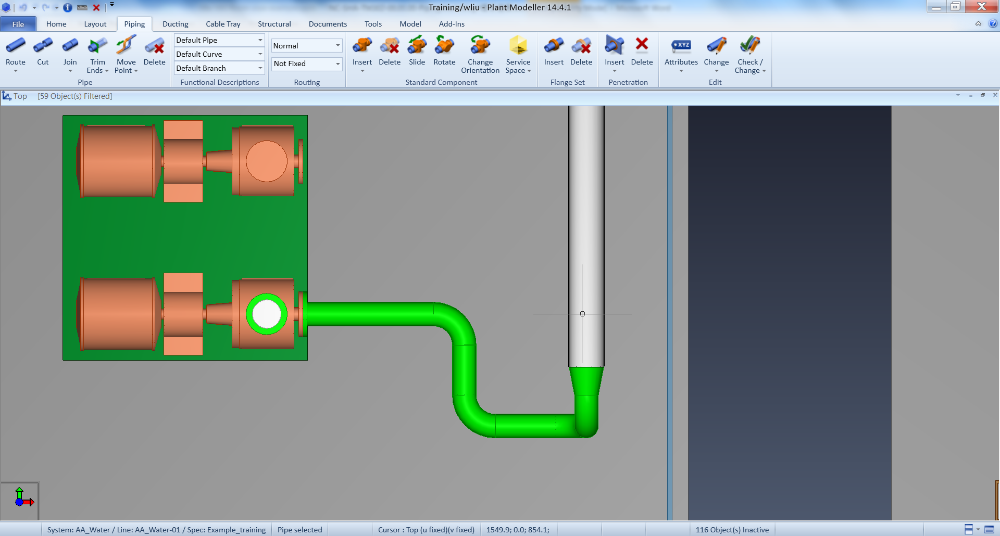 Training/wliu - Plant Modeller 14.4.1
File Home Layout Piping Ducting Cable Tray Structural Documents Tools Model Add-Ins
Route Cut Join Trim Ends Move Point Delete
Pipe
Default Pipe
Default Curve
Default Branch
Functional Descriptions
Normal
Not Fixed
Routing
Insert Delete Slide Rotate Change Orientation Service Space
Standard Component
Insert Delete
Flange Set
Insert Delete
Penetration
XYZ
Attributes Change Check / Change
Edit
Top [59 Object(s) Filtered]
System: AA_Water / Line: AA_Water-01 / Spec: Example_training Pipe selected Cursor : Top (u fixed)(v fixed) 1549.9; 0.0; 854.1; 116 Object(s) Inactive